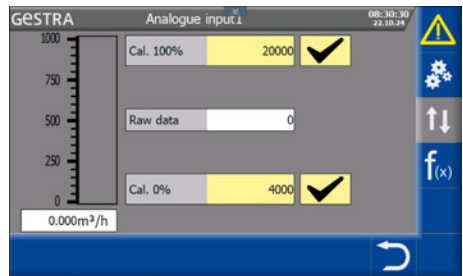 GESTRA Analogue input1 08:30:30
22.10.24
1000
Cal. 100% 20000
750
500 Raw data 0
250
Cal. 0% 4000
0
0.000m³/h
f(x)